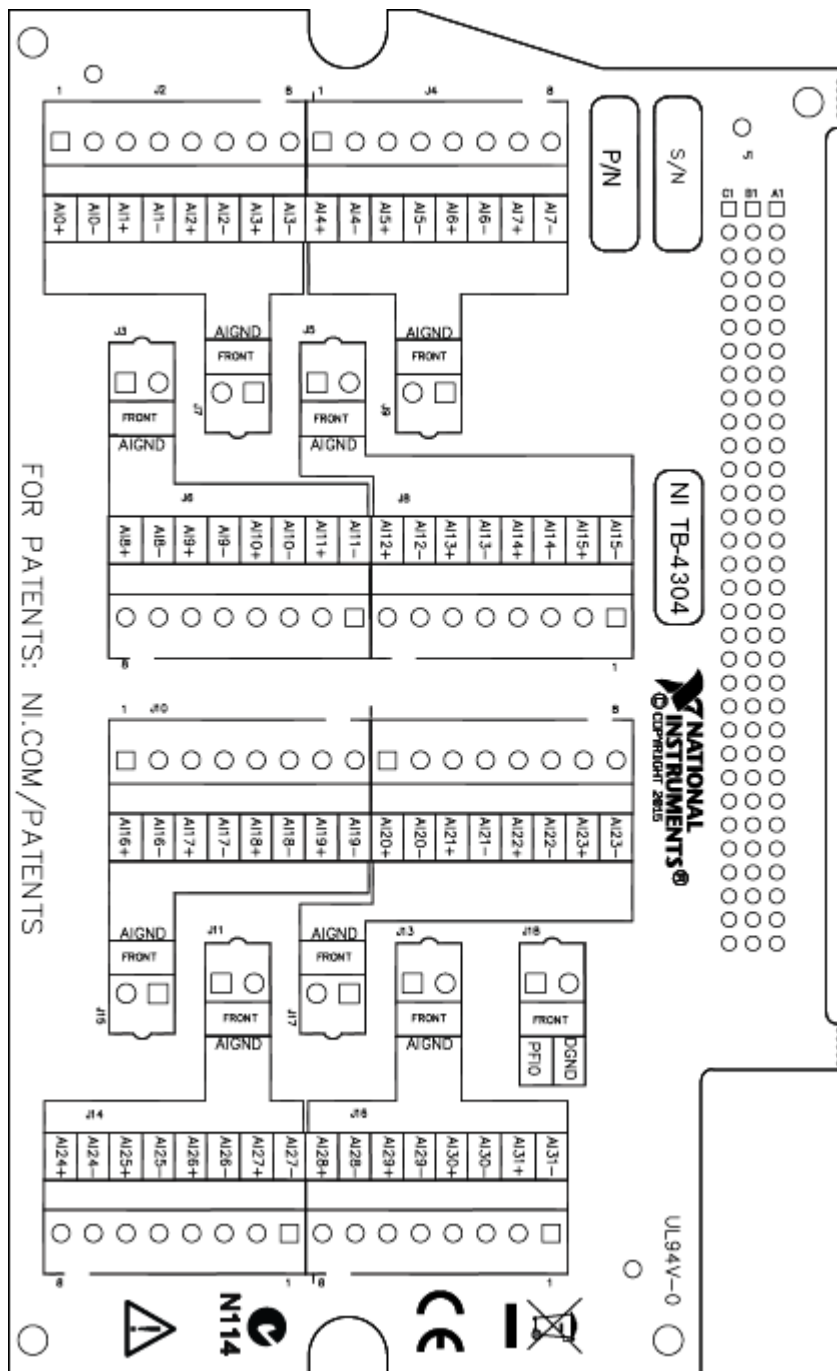 1 J2 8 1 J4 8
AI0+ AI0- AI1+ AI1- AI2+ AI2- AI3+ AI3- AI4+ AI4- AI5+ AI5- AI6+ AI6- AI7+ AI7-
P/N
S/N
J1
C1 B1 A1
J3 AIGND J5 AIGND
FRONT FRONT
J7 J9
FRONT FRONT
AIGND AIGND
J6 J8
AI8+ AI8- AI9+ AI9- AI10+ AI10- AI11+ AI11- AI12+ AI12- AI13+ AI13- AI14+ AI14- AI15+ AI15-
8 1
NI TB-4304
NATIONAL
INSTRUMENTS®
© COPYRIGHT 2015
FOR PATENTS: NI.COM/PATENTS
1 J10 8
AI16+ AI16- AI17+ AI17- AI18+ AI18- AI19+ AI19- AI20+ AI20- AI21+ AI21- AI22+ AI22- AI23+ AI23-
AIGND J11 AIGND J13 J18
FRONT FRONT
J15 J17
FRONT FRONT FRONT
AIGND AIGND
PFI0 DGND
J14 J16
AI24+ AI24- AI25+ AI25- AI26+ AI26- AI27+ AI27- AI28+ AI28- AI29+ AI29- AI30+ AI30- AI31+ AI31-
8 1 8 1
UL94V-0
N114
CE